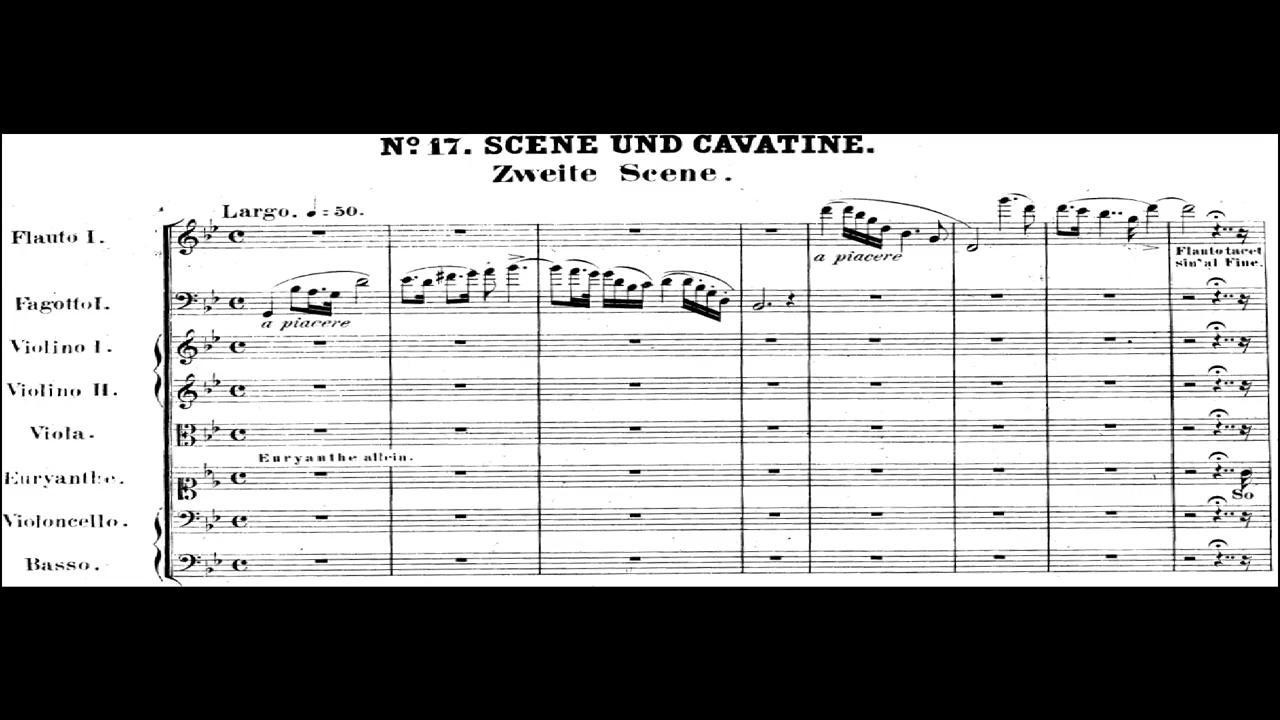 Nº 17. SCENE UND CAVATINE.
Zweite Scene.
Largo. ♩ = 50.
Flauto I.
a piacere
Flauto tacet
sin' al Fine.
Fagotto I.
a piacere
Violino I.
Violino II.
Viola.
Euryanthe allein.
Euryanthe.
So
Violoncello.
Basso.